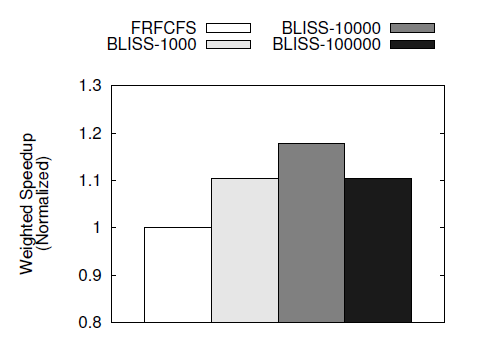 FRFCFS
BLISS-1000
BLISS-10000
BLISS-100000
Weighted Speedup
(Normalized)
1.3
1.2
1.1
1
0.9
0.8